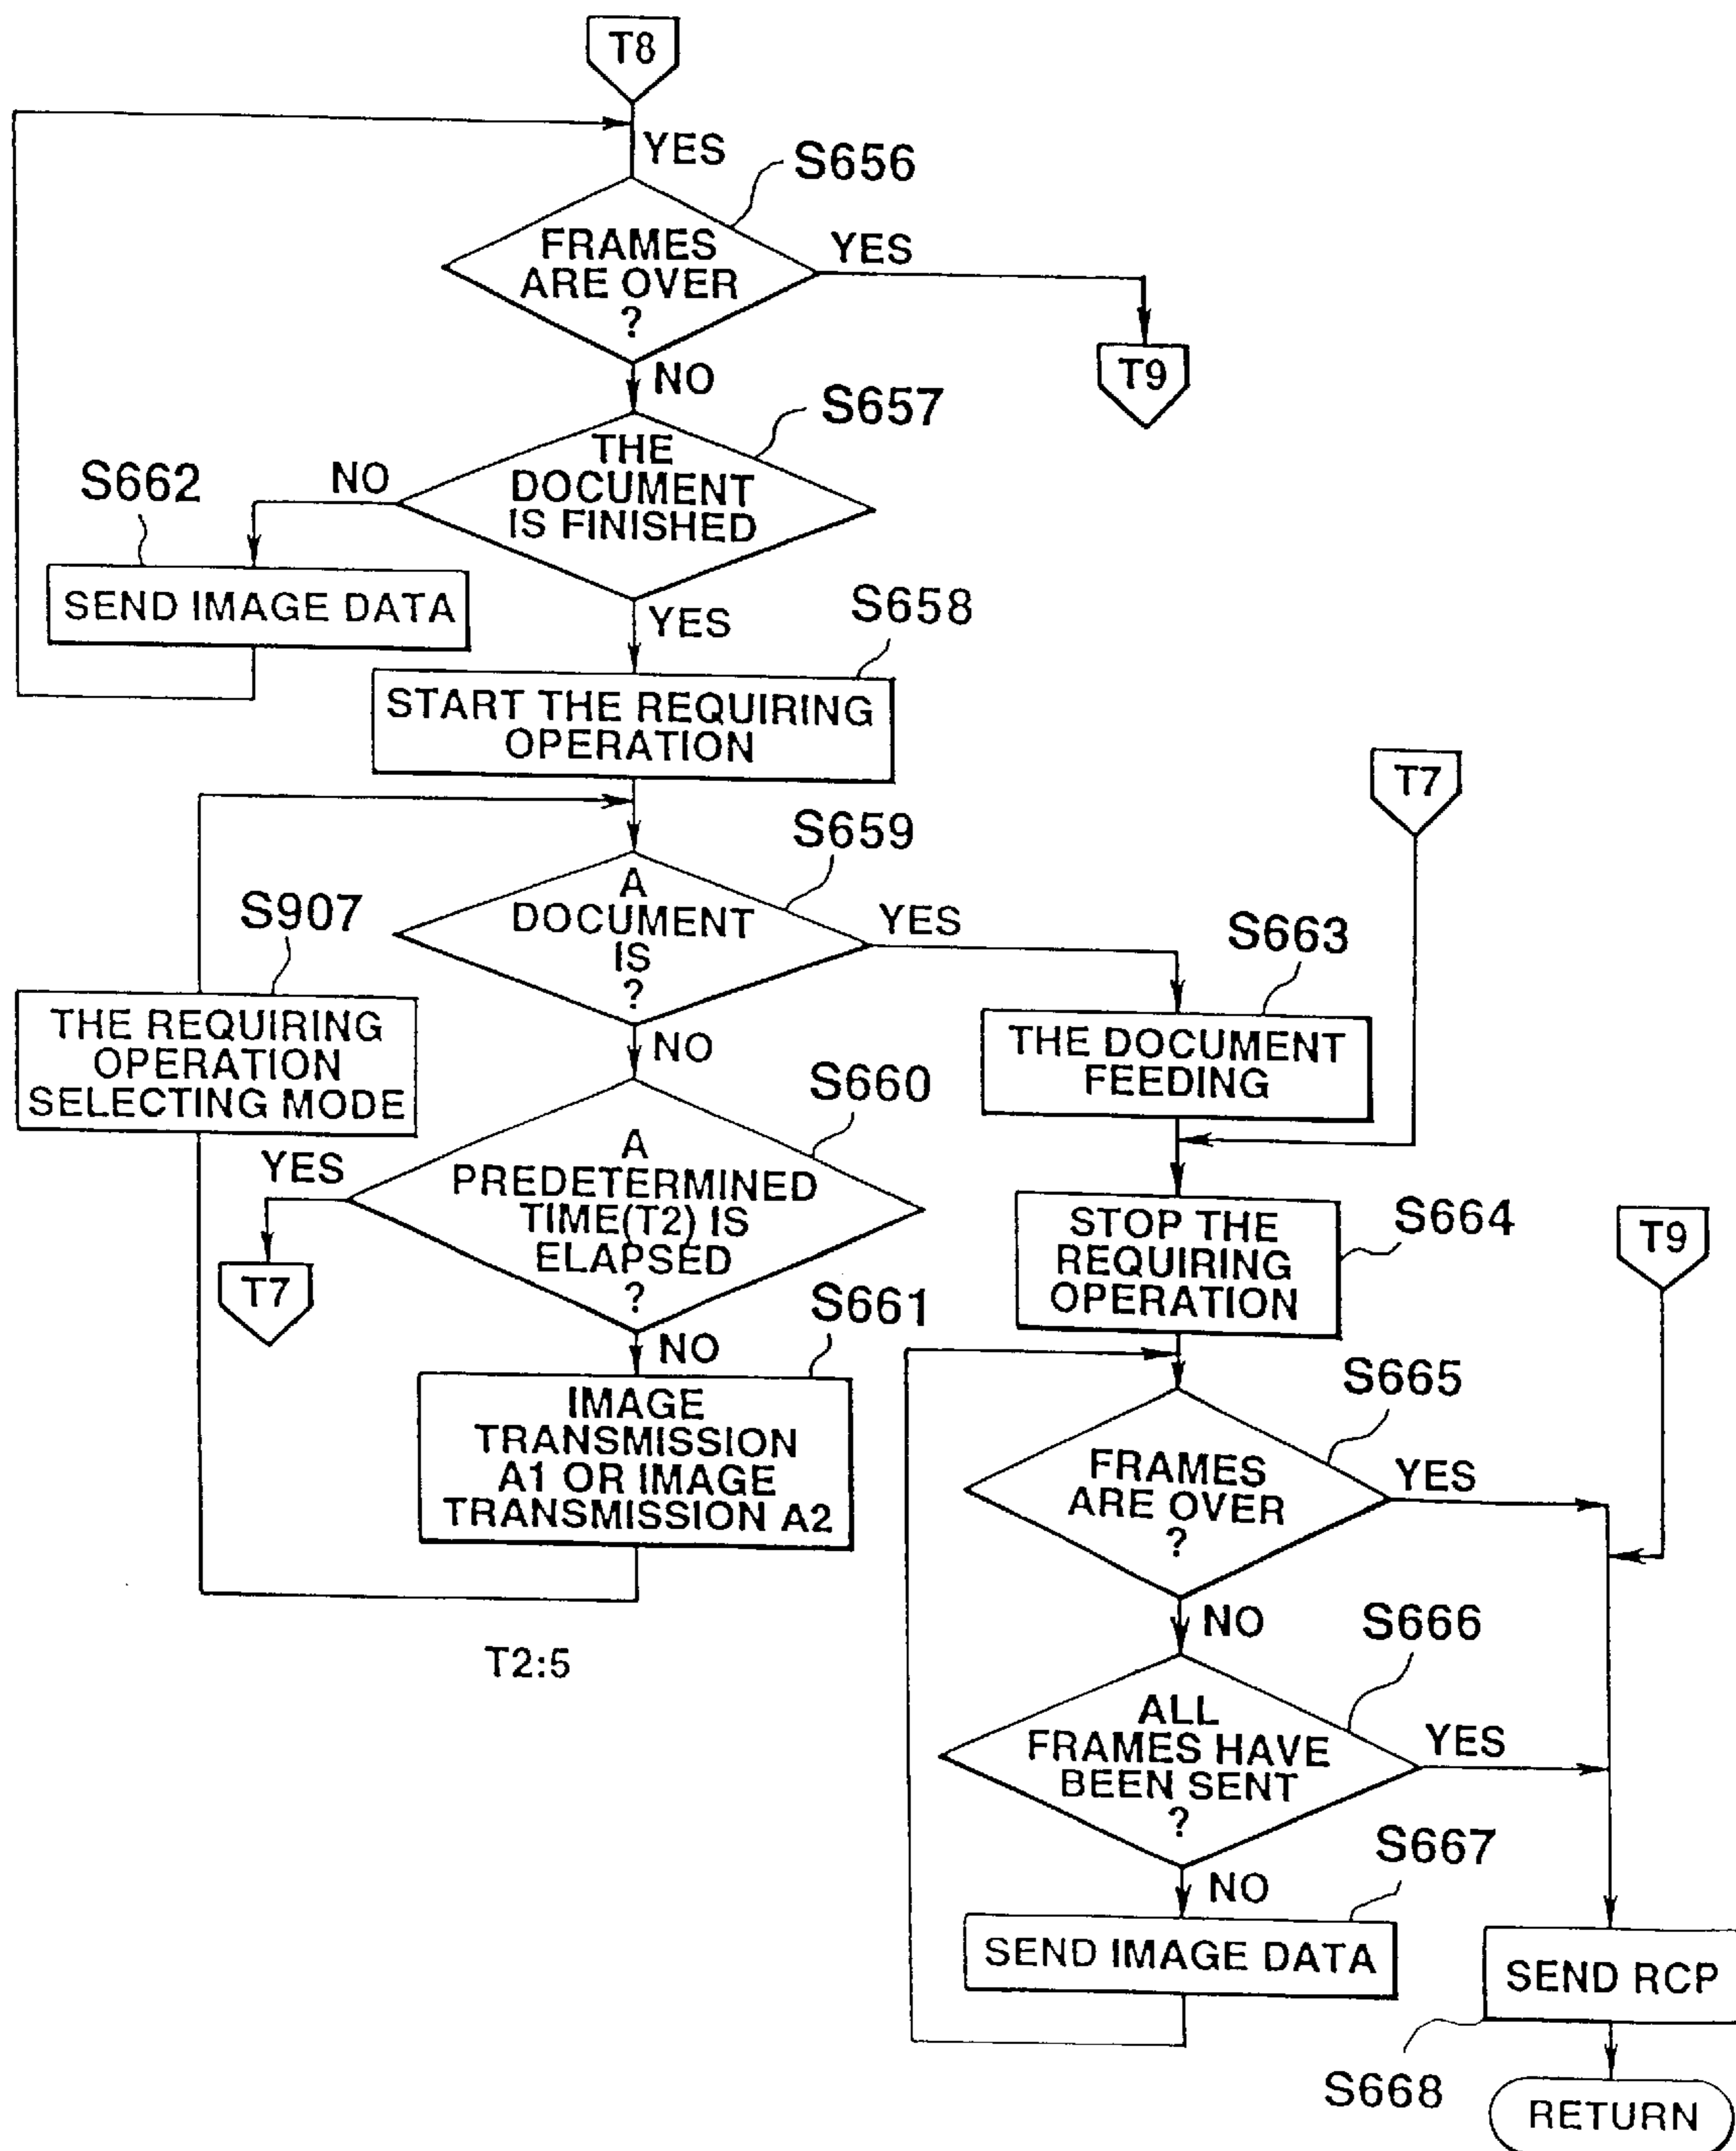 T8
YES
S656
FRAMES
ARE OVER
?
YES
T9
NO
S657
THE
DOCUMENT
IS FINISHED
NO
S662
SEND IMAGE DATA
YES
S658
START THE REQUIRING
OPERATION
T7
S659
A
DOCUMENT
IS
?
YES
S907
THE REQUIRING
OPERATION
SELECTING MODE
S663
THE DOCUMENT
FEEDING
NO
S660
A
PREDETERMINED
TIME(T2) IS
ELAPSED
?
YES
T7
S664
STOP THE
REQUIRING
OPERATION
T9
NO
S661
IMAGE
TRANSMISSION
A1 OR IMAGE
TRANSMISSION A2
T2:5
S665
FRAMES
ARE OVER
?
YES
NO
S666
ALL
FRAMES HAVE
BEEN SENT
?
YES
NO
S667
SEND IMAGE DATA
SEND RCP
S668
RETURN